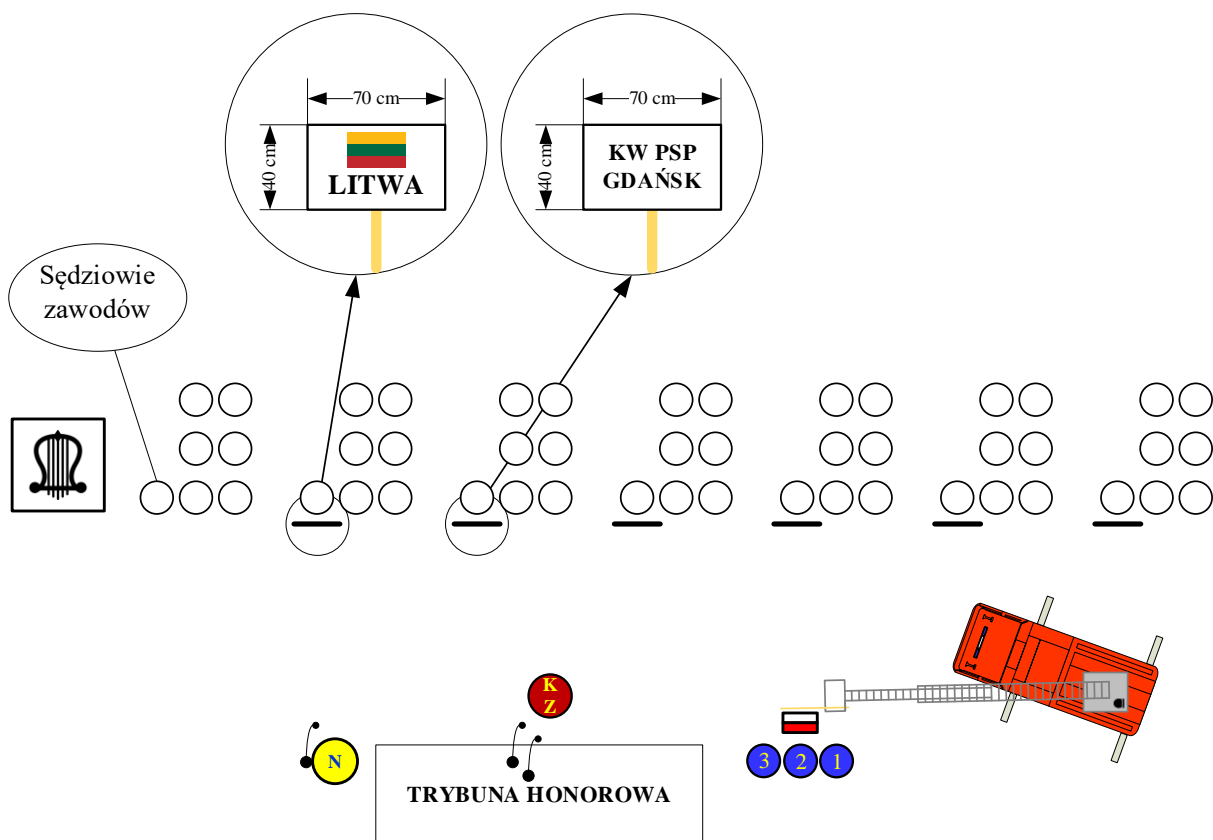 70 cm
40 cm
LITWA
70 cm
40 cm
KW PSP
GDAŃSK
Sędziowie
zawodów
K
Z
N
3 2 1
TRYBUNA HONOROWA